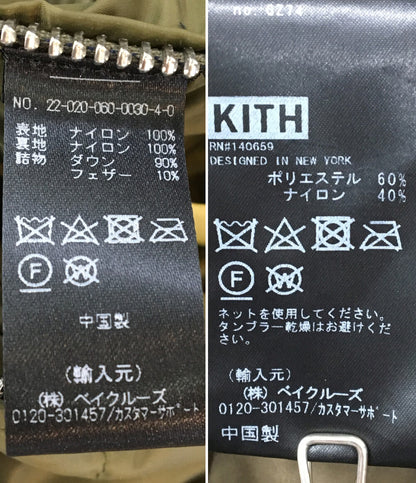 NO. 22-020-060-0030-4-0
表地 ナイロン 100%
裏地 ナイロン 100%
詰物 ダウン 90%
フェザー 10%
F
W
中国製
(輸入元)
(株) ベイクルーズ
0120-301457/カスタマーサポート
no 6274
KITH
RN#140659
DESIGNED IN NEW YORK
ポリエステル 60%
ナイロン 40%
F
W
ネットを使用してください。
タンブラー乾燥はお避けくださ
い。
(輸入元)
(株) ベイクルーズ
0120-301457/カスタマーサポート
中国製